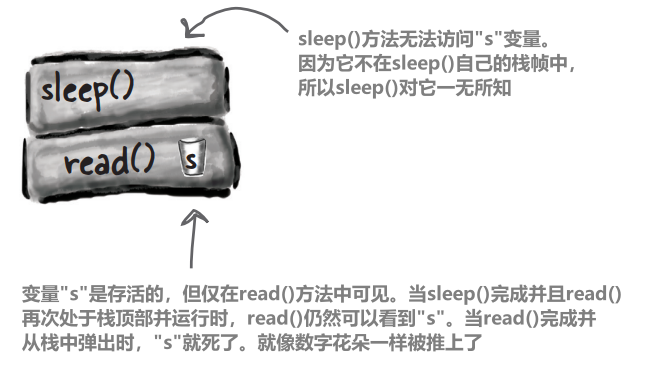 sleep()方法无法访问"s"变量。
因为它不在sleep()自己的栈帧中，
所以sleep()对它一无所知
sleep()
read() s
变量"s"是存活的，但仅在read()方法中可见。当sleep()完成并且read()
再次处于栈顶部并运行时，read()仍然可以看到"s"。当read()完成并
从栈中弹出时，"s"就死了。就像数字花朵一样被推上了